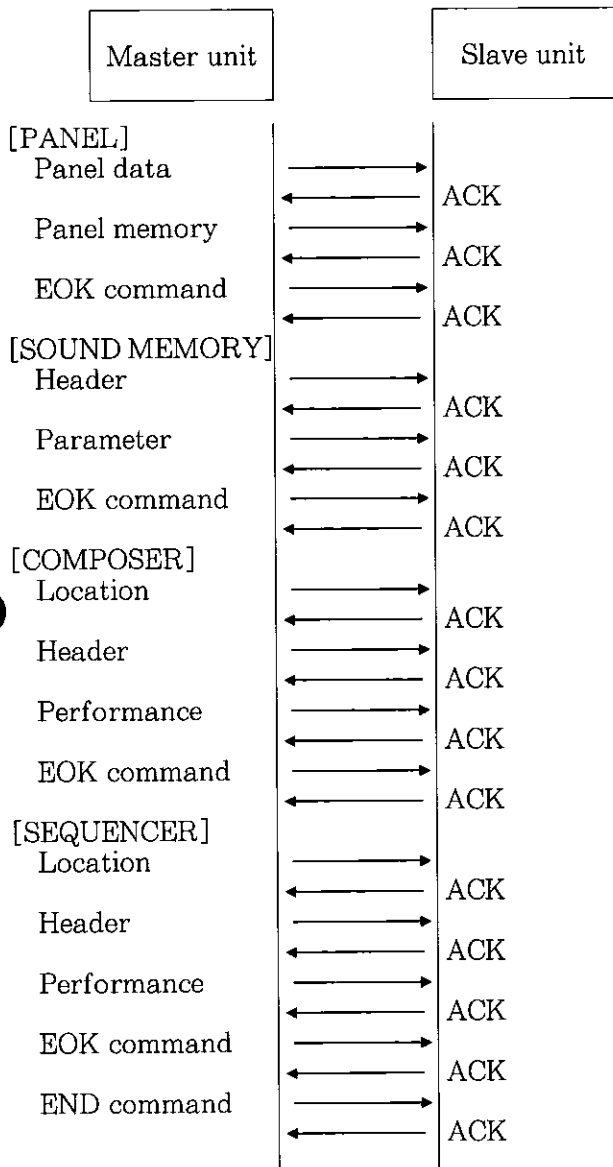 Master unit
Slave unit
[PANEL]
Panel data
ACK
Panel memory
ACK
EOK command
ACK
[SOUND MEMORY]
Header
ACK
Parameter
ACK
EOK command
ACK
[COMPOSER]
Location
ACK
Header
ACK
Performance
ACK
EOK command
ACK
[SEQUENCER]
Location
ACK
Header
ACK
Performance
ACK
EOK command
ACK
END command
ACK